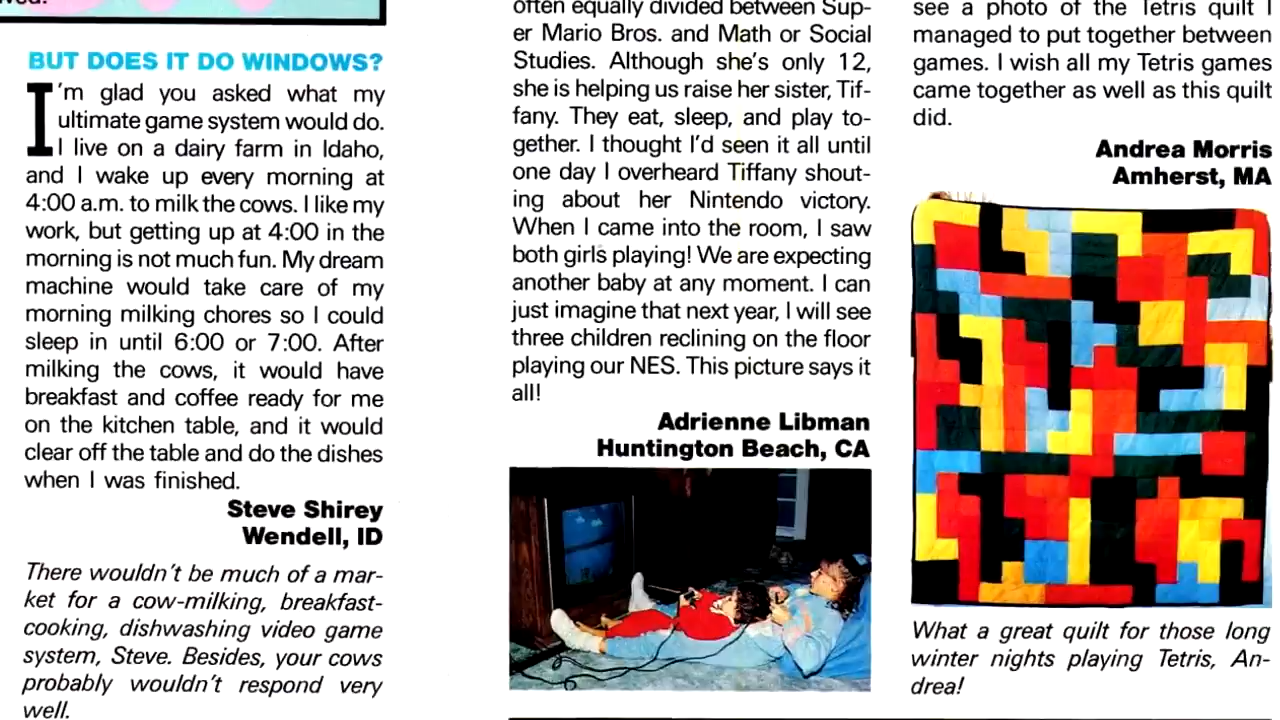 BUT DOES IT DO WINDOWS?
I'm glad you asked what my
ultimate game system would do.
I live on a dairy farm in Idaho,
and I wake up every morning at
4:00 a.m. to milk the cows. I like my
work, but getting up at 4:00 in the
morning is not much fun. My dream
machine would take care of my
morning milking chores so I could
sleep in until 6:00 or 7:00. After
milking the cows, it would have
breakfast and coffee ready for me
on the kitchen table, and it would
clear off the table and do the dishes
when I was finished.
Steve Shirey
Wendell, ID
There wouldn't be much of a mar-
ket for a cow-milking, breakfast-
cooking, dishwashing video game
system, Steve. Besides, your cows
probably wouldn't respond very
well.
often equally divided between Sup-
er Mario Bros. and Math or Social
Studies. Although she's only 12,
she is helping us raise her sister, Tif-
fany. They eat, sleep, and play to-
gether. I thought I'd seen it all until
one day I overheard Tiffany shout-
ing about her Nintendo victory.
When I came into the room, I saw
both girls playing! We are expecting
another baby at any moment. I can
just imagine that next year, I will see
three children reclining on the floor
playing our NES. This picture says it
all!
Adrienne Libman
Huntington Beach, CA
see a photo of the Tetris quilt I
managed to put together between
games. I wish all my Tetris games
came together as well as this quilt
did.
Andrea Morris
Amherst, MA
What a great quilt for those long
winter nights playing Tetris, An-
drea!